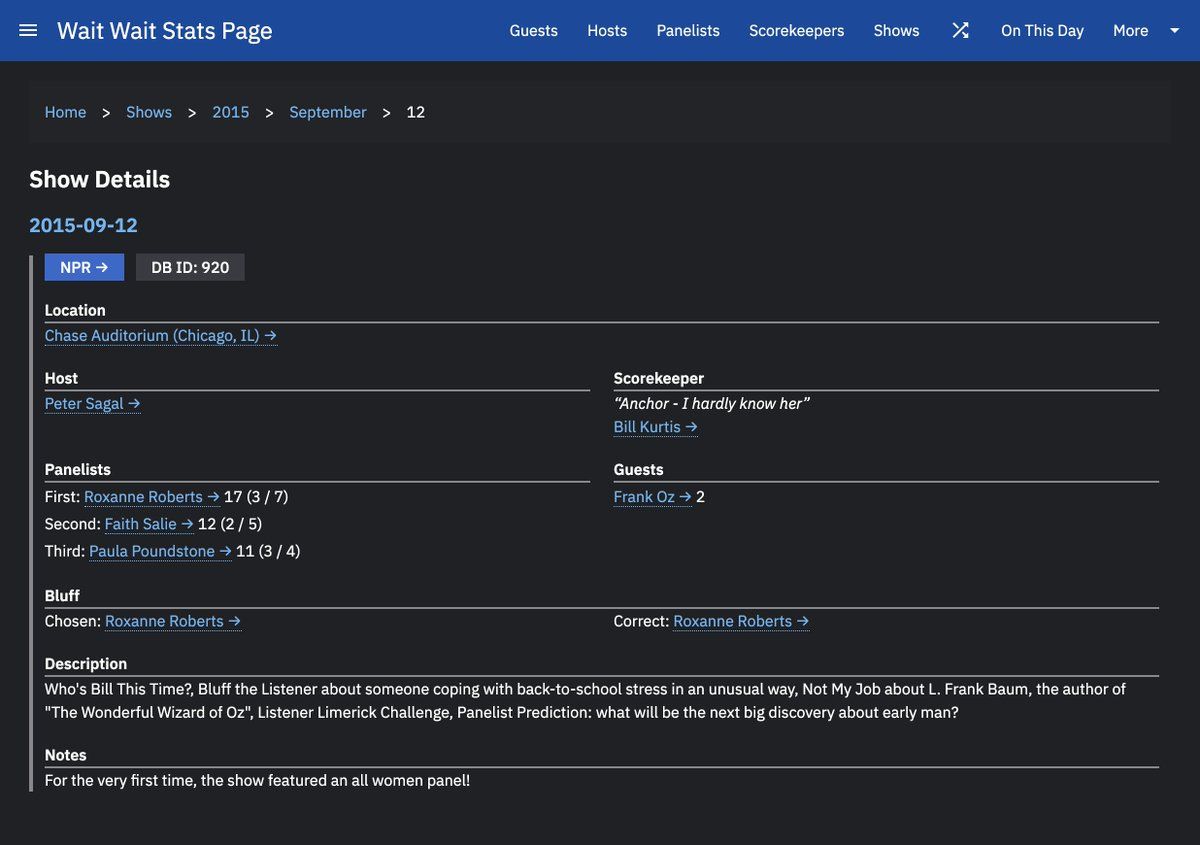 Wait Wait Stats Page
Guests Hosts Panelists Scorekeepers Shows On This Day More
Home > Shows > 2015 > September > 12
Show Details
2015-09-12
NPR → DB ID: 920
Location
Chase Auditorium (Chicago, IL) →
Host
Peter Sagal →
Scorekeeper
“Anchor - I hardly know her”
Bill Kurtis →
Panelists
First: Roxanne Roberts → 17 (3 / 7)
Second: Faith Salie → 12 (2 / 5)
Third: Paula Poundstone → 11 (3 / 4)
Guests
Frank Oz → 2
Bluff
Chosen: Roxanne Roberts →
Correct: Roxanne Roberts →
Description
Who's Bill This Time?, Bluff the Listener about someone coping with back-to-school stress in an unusual way, Not My Job about L. Frank Baum, the author of
"The Wonderful Wizard of Oz", Listener Limerick Challenge, Panelist Prediction: what will be the next big discovery about early man?
Notes
For the very first time, the show featured an all women panel!